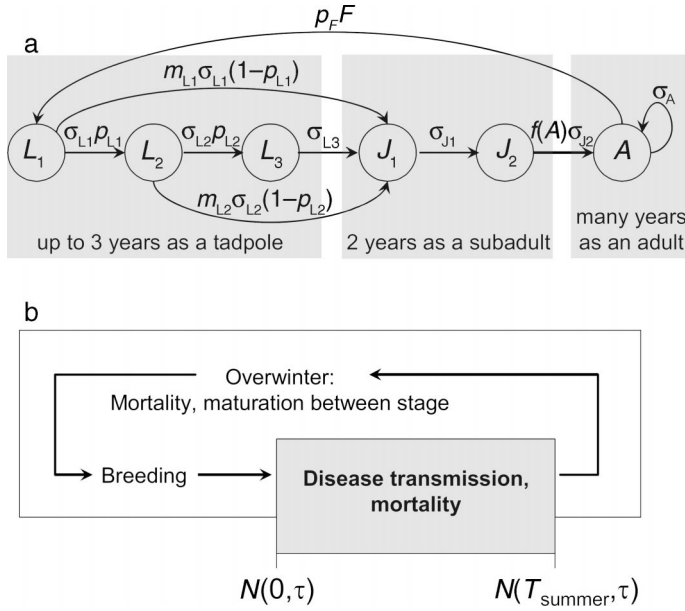 p_F F
a
m_L1 σ_L1 (1–p_L1)
σ_A
L_1 σ_L1 p_L1 L_2 σ_L2 p_L2 L_3 σ_L3 J_1 σ_J1 J_2 f(A)σ_J2 A
m_L2 σ_L2 (1–p_L2)
up to 3 years as a tadpole
2 years as a subadult
many years
as an adult
b
Overwinter:
Mortality, maturation between stage
Breeding
Disease transmission,
mortality
N(0,τ)
N(T_summer,τ)